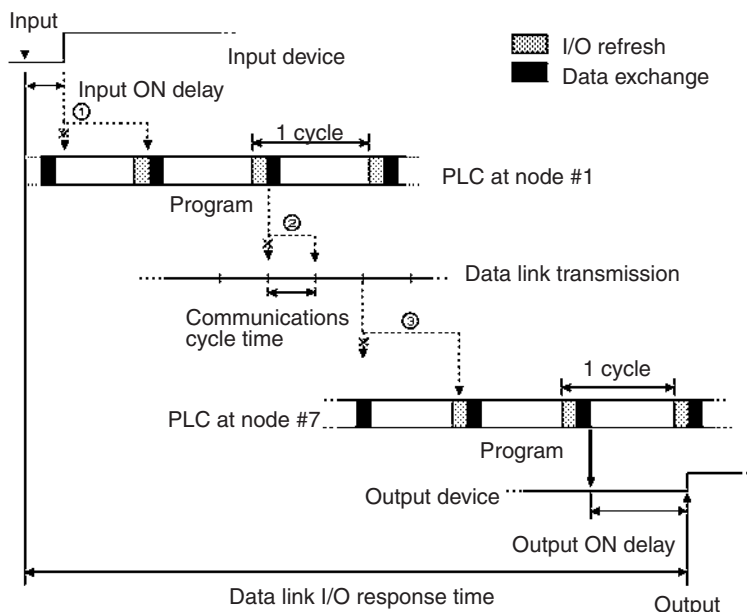 Input
Input device
I/O refresh
Data exchange
Input ON delay
①
1 cycle
PLC at node #1
Program
②
Data link transmission
Communications
cycle time
③
1 cycle
PLC at node #7
Program
Output device
Output ON delay
Data link I/O response time
Output